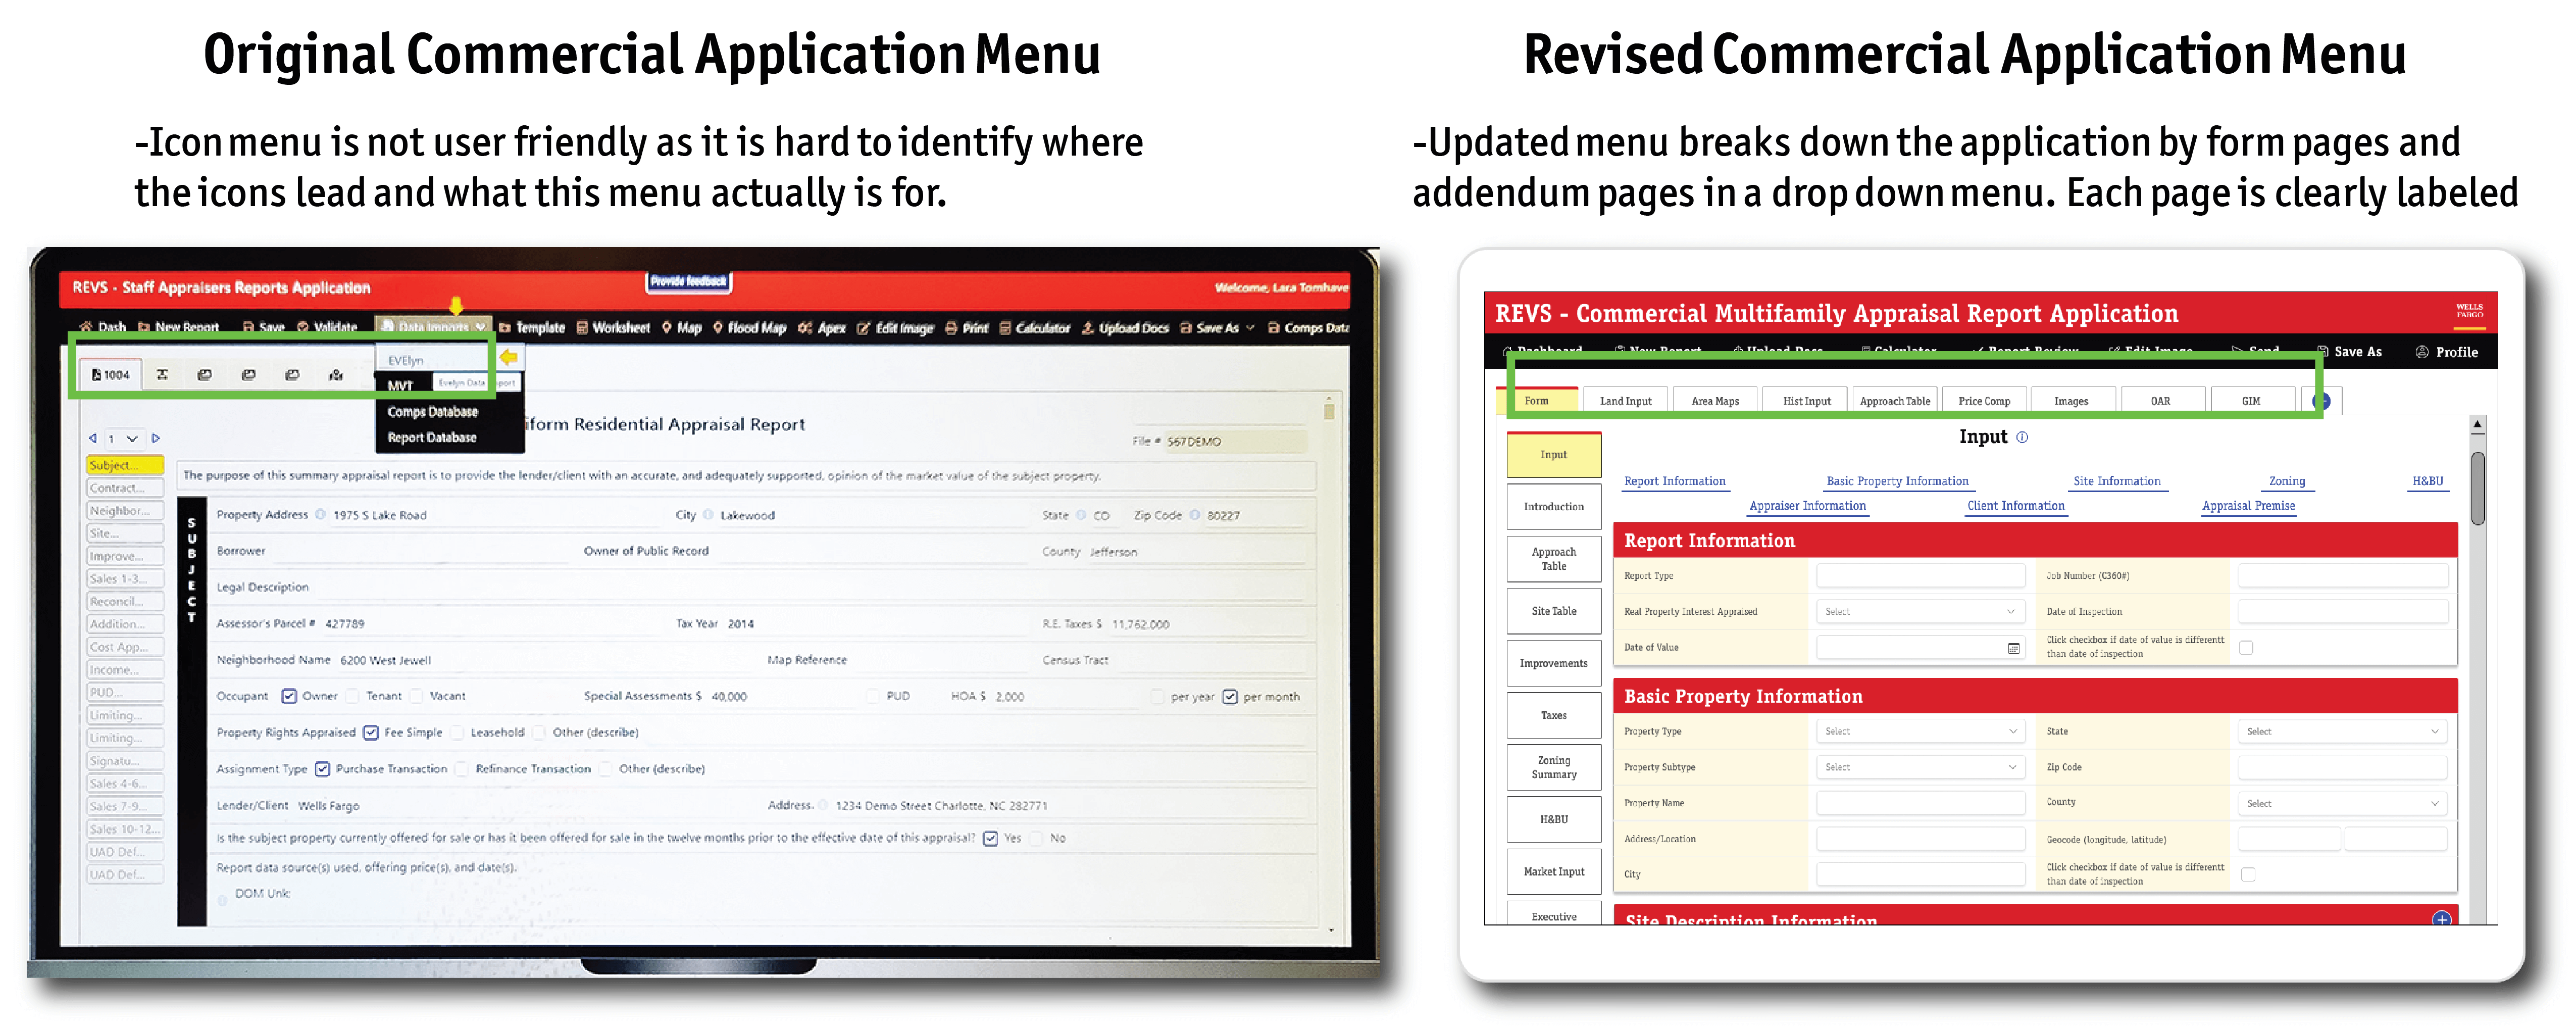 Original Commercial Application Menu
-Icon menu is not user friendly as it is hard to identify where
the icons lead and what this menu actually is for.
REVS - Staff Appraisers Reports Application
Provide feedback
Welcome, Lara Tomhave
Dash New Report Save Validate Data Imports Template Worksheet Map Flood Map Apex Edit Image Print Calculator Upload Docs Save As Comps Data
1004
EVElyn
MVT
Evelyn Data
port
Comps Database
Report Database
iform Residential Appraisal Report
File # 567DEMO
1
Subject...
Contract...
Neighbor...
Site...
Improve...
Sales 1-3...
Reconcil...
Addition...
Cost App...
Income...
PUD...
Limiting...
Limiting...
Signatu...
Sales 4-6...
Sales 7-9...
Sales 10-12...
UAD Def...
UAD Def...
The purpose of this summary appraisal report is to provide the lender/client with an accurate, and adequately supported, opinion of the market value of the subject property.
SUBJECT
Property Address 1975 S Lake Road City Lakewood State CO Zip Code 80227
Borrower Owner of Public Record County Jefferson
Legal Description
Assessor's Parcel # 427789 Tax Year 2014 R.E. Taxes $ 11,762.000
Neighborhood Name 6200 West Jewell Map Reference Census Tract
Occupant Owner Tenant Vacant Special Assessments $ 40,000 PUD HOA $ 2,000 per year per month
Property Rights Appraised Fee Simple Leasehold Other (describe)
Assignment Type Purchase Transaction Refinance Transaction Other (describe)
Lender/Client Wells Fargo Address. 1234 Demo Street Charlotte, NC 282771
Is the subject property currently offered for sale or has it been offered for sale in the twelve months prior to the effective date of this appraisal? Yes No
Report data source(s) used, offering price(s), and date(s).
DOM Unk;
Revised Commercial Application Menu
-Updated menu breaks down the application by form pages and
addendum pages in a drop down menu. Each page is clearly labeled
REVS - Commercial Multifamily Appraisal Report Application
WELLS
FARGO
Dashboard New Report Upload Docs Calculator Report Review Edit Image Send Save As Profile
Form Land Input Area Maps Hist Input Approach Table Price Comp Images OAR GIM
Input
Input
Introduction
Approach
Table
Site Table
Improvements
Taxes
Zoning
Summary
H&BU
Market Input
Executive
Report Information Basic Property Information Site Information Zoning H&BU
Appraiser Information Client Information Appraisal Premise
Report Information
Report Type Job Number (C360#)
Real Property Interest Appraised Select Date of Inspection
Date of Value Click checkbox if date of value is differentt
than date of inspection
Basic Property Information
Property Type Select State Select
Property Subtype Select Zip Code
Property Name County Select
Address/Location Geocode (longitude, latitude)
City Click checkbox if date of value is differentt
than date of inspection
Site Description Information